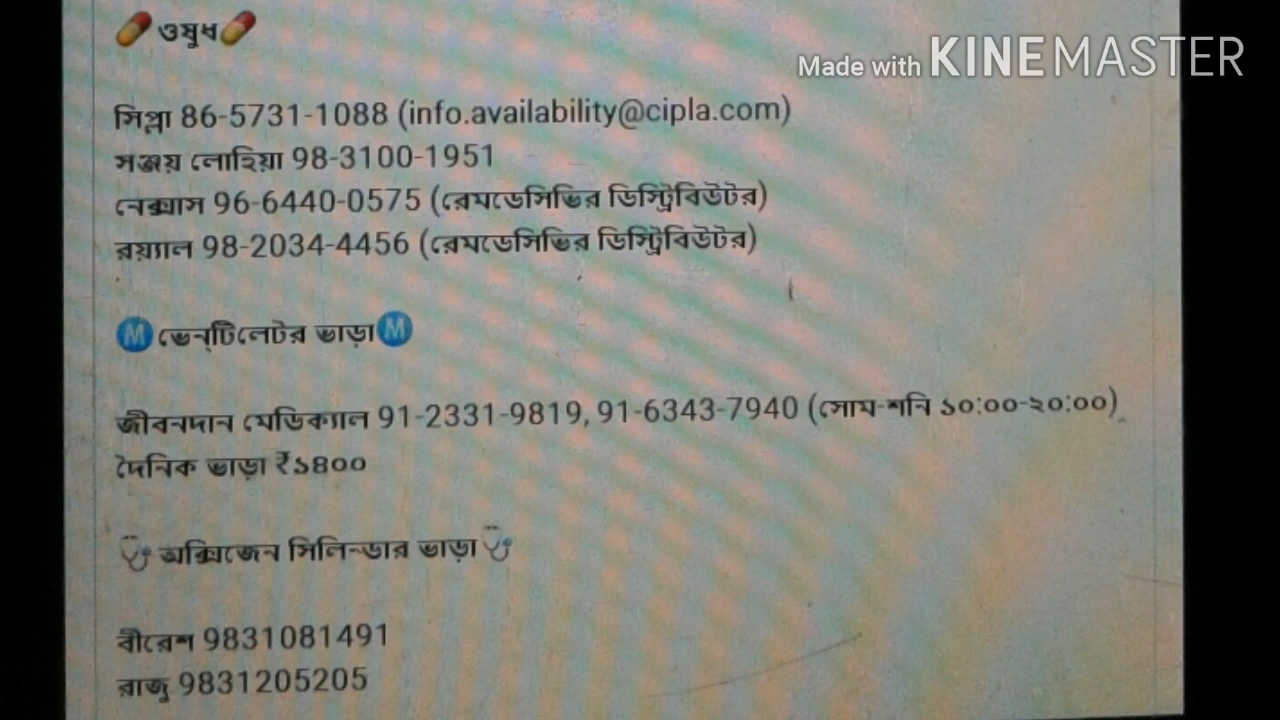 💊 ওষুধ 💊
Made with KINEMASTER
সিপ্লা 86-5731-1088 (info.availability@cipla.com)
সঞ্জয় লোহিয়া 98-3100-1951
নেক্সাস 96-6440-0575 (রেমডেসিভির ডিস্ট্রিবিউটর)
রয়্যাল 98-2034-4456 (রেমডেসিভির ডিস্ট্রিবিউটর)
Ⓜ️ ভেন্‌টিলেটর ভাড়া Ⓜ️
জীবনদান মেডিক্যাল 91-2331-9819, 91-6343-7940 (সোম-শনি ১০:০০-২০:০০)
দৈনিক ভাড়া ₹১৪০০
🩺 অক্সিজেন সিলিন্ডার ভাড়া 🩺
বীরেশ 9831081491
রাজু 9831205205